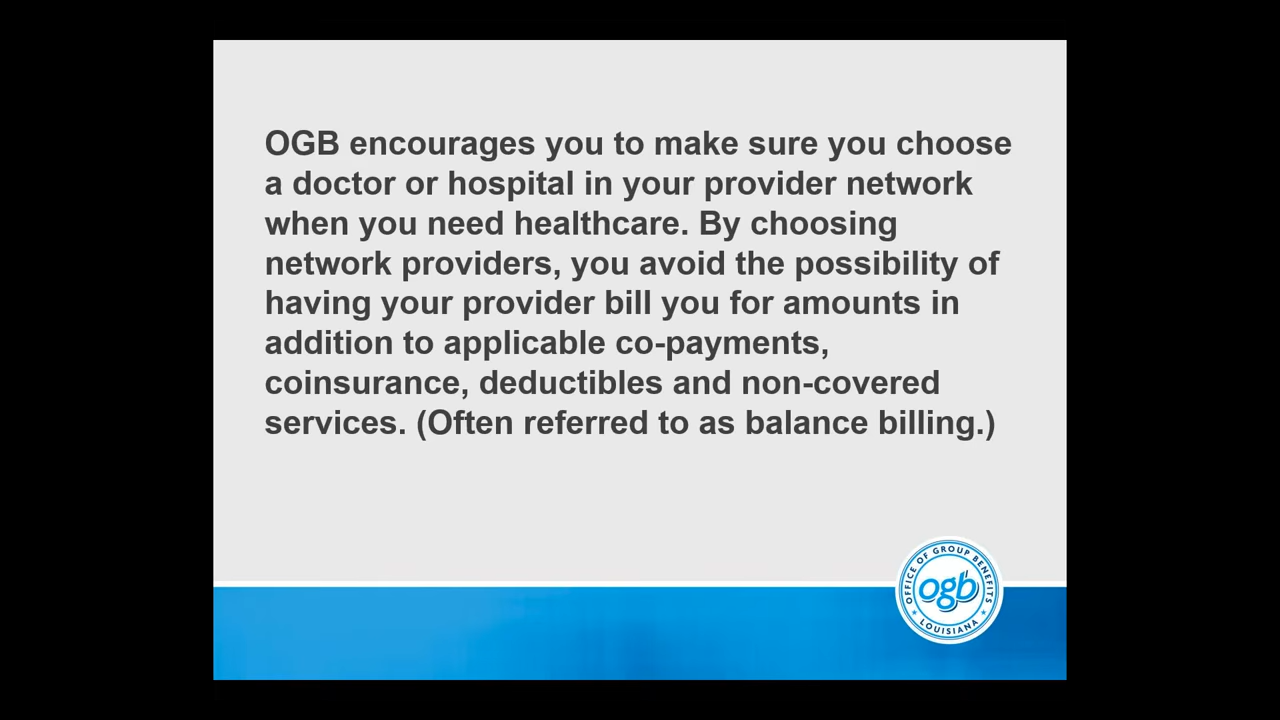 OGB encourages you to make sure you choose
a doctor or hospital in your provider network
when you need healthcare. By choosing
network providers, you avoid the possibility of
having your provider bill you for amounts in
addition to applicable co-payments,
coinsurance, deductibles and non-covered
services. (Often referred to as balance billing.)
OFFICE OF GROUP BENEFITS
ogb
LOUISIANA